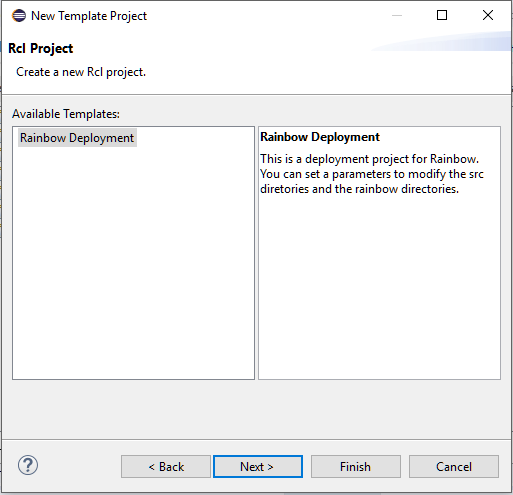 New Template Project
Rcl Project
Create a new Rcl project.
Available Templates:
Rainbow Deployment
Rainbow Deployment
This is a deployment project for Rainbow.
You can set a parameters to modify the src
diretories and the rainbow directories.
?
< Back
Next >
Finish
Cancel